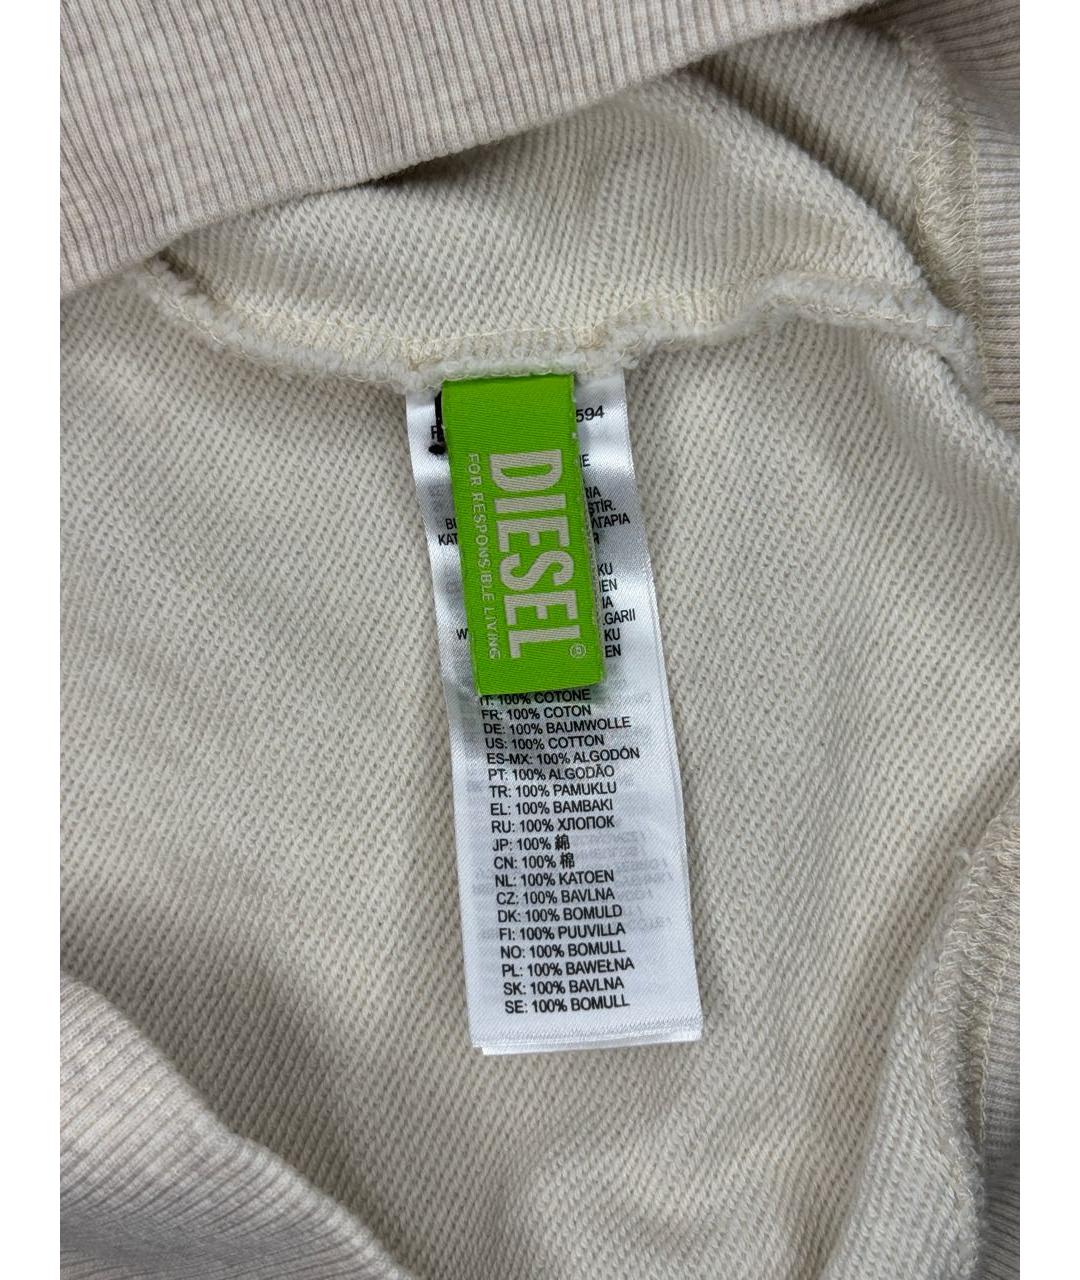 594
DIESEL®
FOR RESPONSIBLE LIVING
IT: 100% COTONE
FR: 100% COTON
DE: 100% BAUMWOLLE
US: 100% COTTON
ES-MX: 100% ALGODÓN
PT: 100% ALGODÃO
TR: 100% PAMUKLU
EL: 100% BAMBAKI
RU: 100% ХЛОПОК
JP: 100% 綿
CN: 100% 棉
NL: 100% KATOEN
CZ: 100% BAVLNA
DK: 100% BOMULD
FI: 100% PUUVILLA
NO: 100% BOMULL
PL: 100% BAWEŁNA
SK: 100% BAVLNA
SE: 100% BOMULL